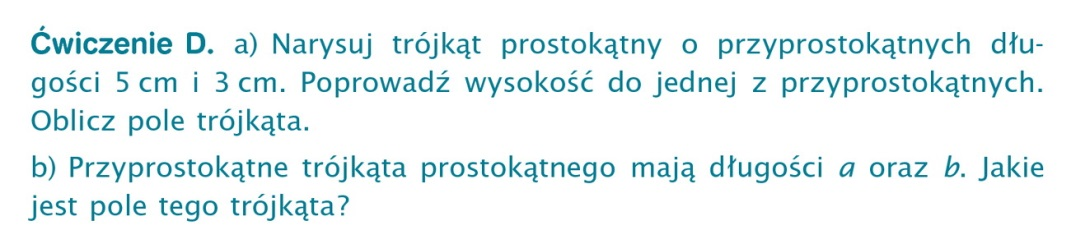 Ćwiczenie D. a) Narysuj trójkąt prostokątny o przyprostokątnych dłu-
gości 5 cm i 3 cm. Poprowadź wysokość do jednej z przyprostokątnych.
Oblicz pole trójkąta.
b) Przyprostokątne trójkąta prostokątnego mają długości a oraz b. Jakie
jest pole tego trójkąta?